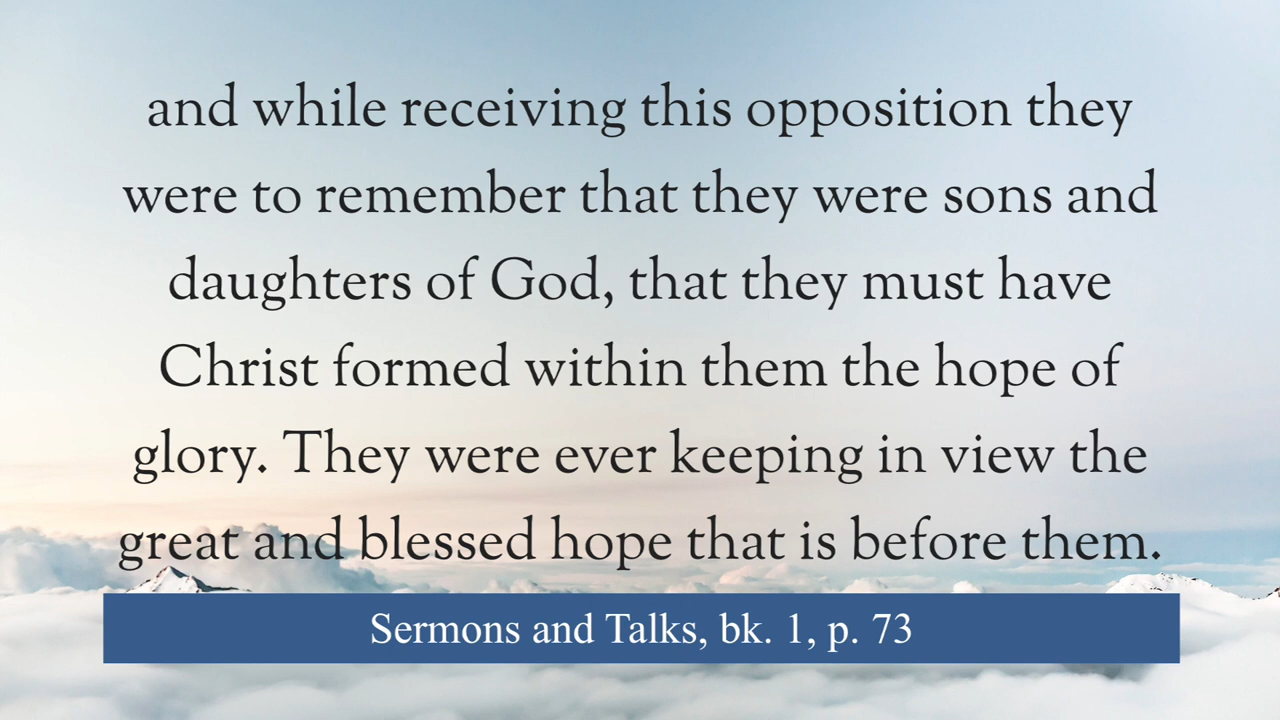 and while receiving this opposition they
were to remember that they were sons and
daughters of God, that they must have
Christ formed within them the hope of
glory. They were ever keeping in view the
great and blessed hope that is before them.
Sermons and Talks, bk. 1, p. 73